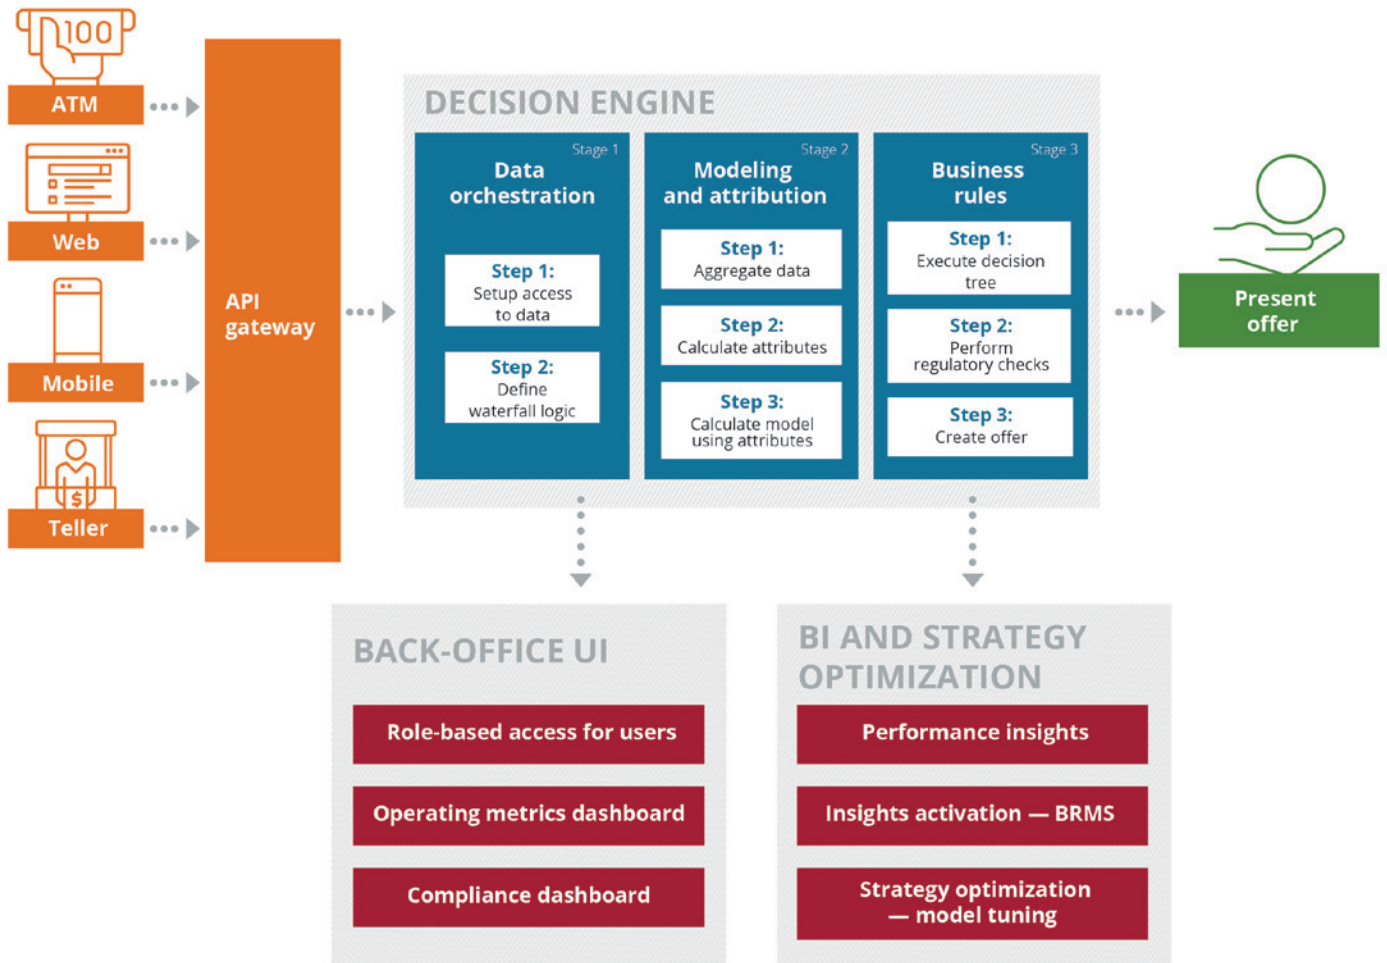 100
ATM
Web
Mobile
Teller
$
API
gateway
DECISION ENGINE
Stage 1
Data
orchestration
Step 1:
Setup access
to data
Step 2:
Define
waterfall logic
Stage 2
Modeling
and attribution
Step 1:
Aggregate data
Step 2:
Calculate attributes
Step 3:
Calculate model
using attributes
Stage 3
Business
rules
Step 1:
Execute decision
tree
Step 2:
Perform
regulatory checks
Step 3:
Create offer
Present
offer
BACK-OFFICE UI
Role-based access for users
Operating metrics dashboard
Compliance dashboard
BI AND STRATEGY
OPTIMIZATION
Performance insights
Insights activation — BRMS
Strategy optimization
— model tuning